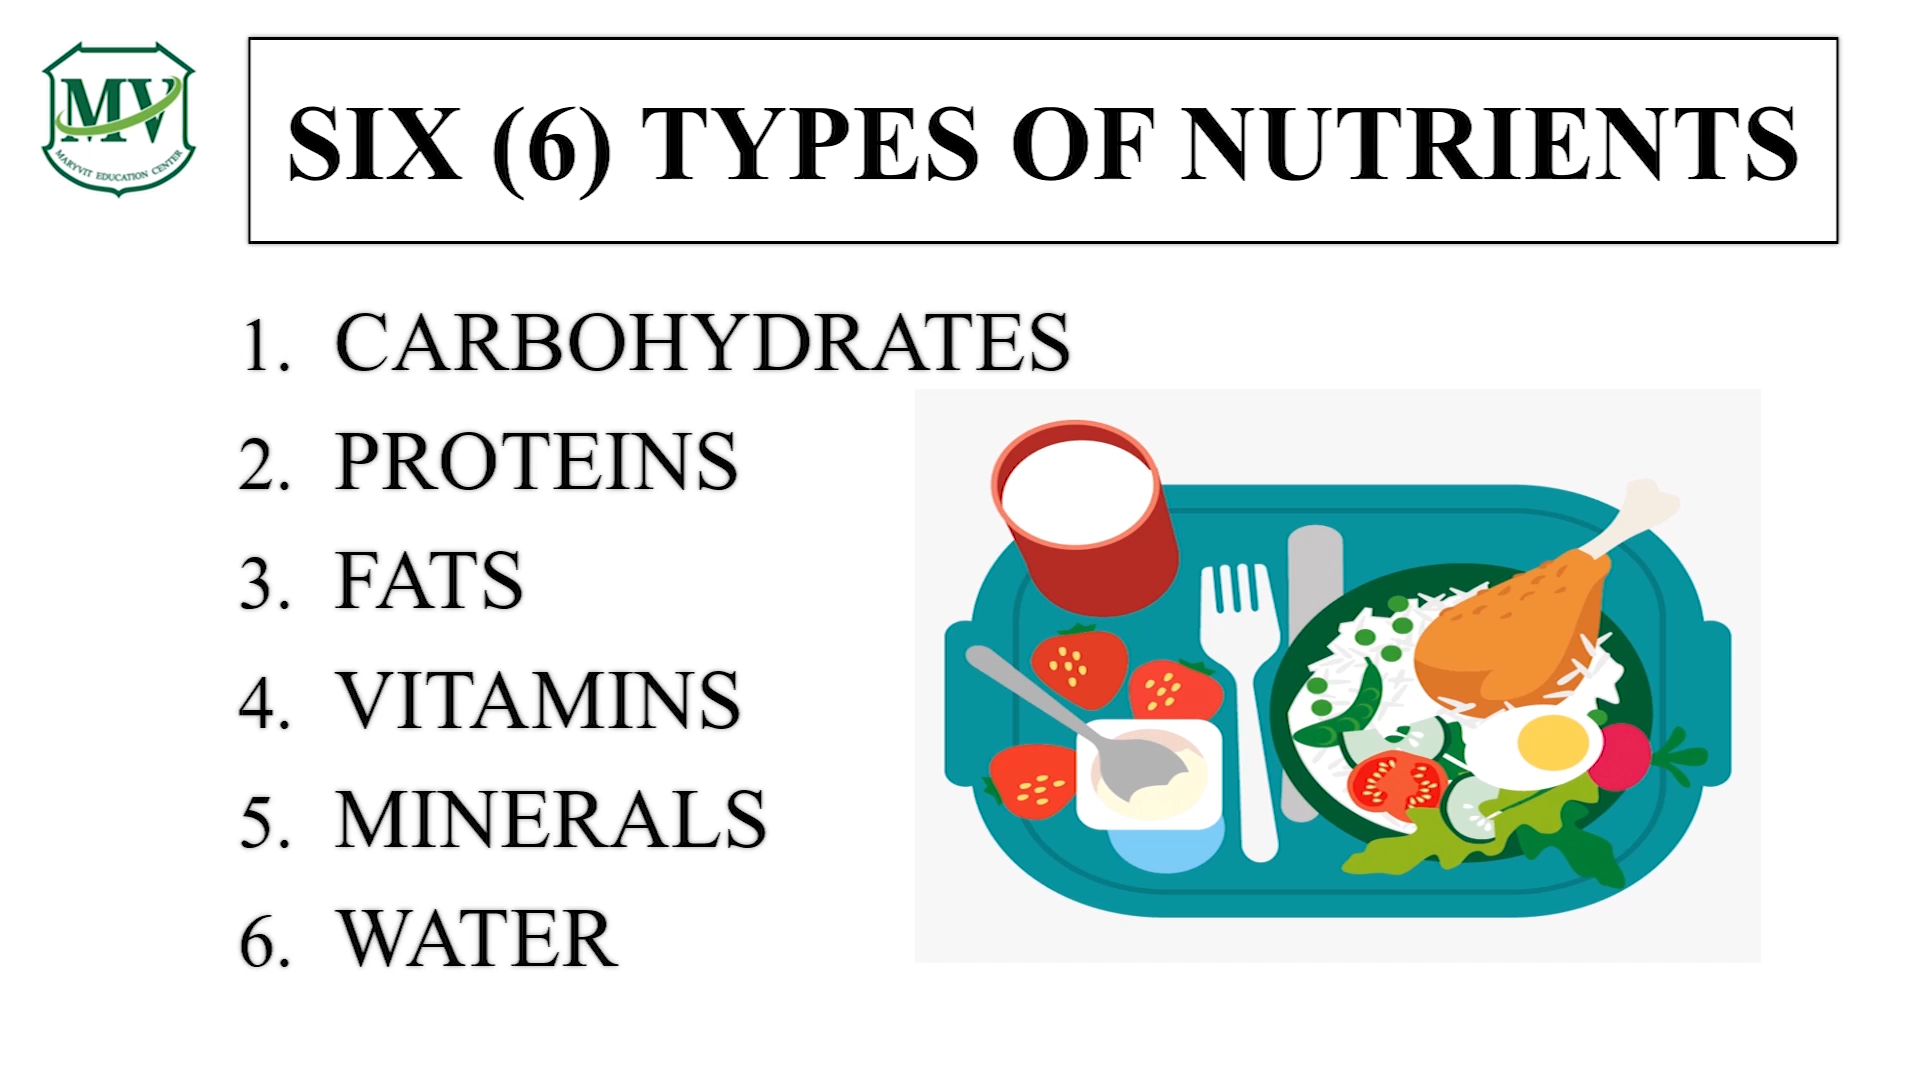 MV
MARYVIT EDUCATION CENTER
SIX (6) TYPES OF NUTRIENTS
1. CARBOHYDRATES
2. PROTEINS
3. FATS
4. VITAMINS
5. MINERALS
6. WATER